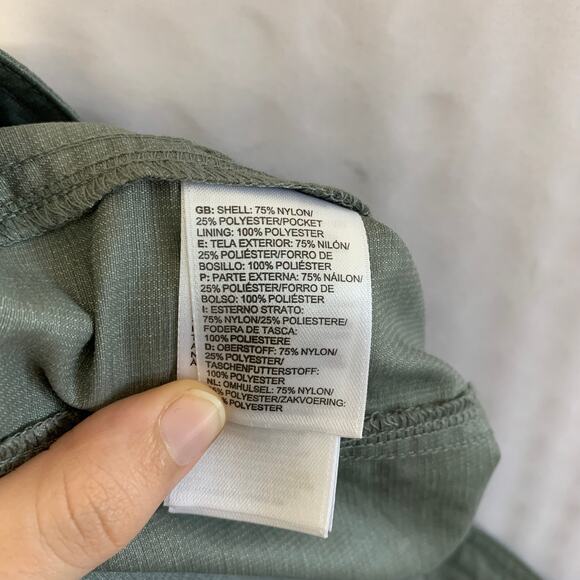 GB: SHELL: 75% NYLON/
25% POLYESTER/POCKET
LINING: 100% POLYESTER
E: TELA EXTERIOR: 75% NILÓN/
25% POLIÉSTER/FORRO DE
BOSILLO: 100% POLIÉSTER
P: PARTE EXTERNA: 75% NÁILON/
25% POLIÉSTER/FORRO DE
BOLSO: 100% POLIÉSTER
I: ESTERNO STRATO:
75% NYLON/25% POLIESTERE/
FODERA DE TASCA:
100% POLIESTERE
D: OBERSTOFF: 75% NYLON/
25% POLYESTER/
TASCHENFUTTERSTOFF:
100% POLYESTER
NL: OMHULSEL: 75% NYLON/
POLYESTER/ZAKVOERING:
POLYESTER